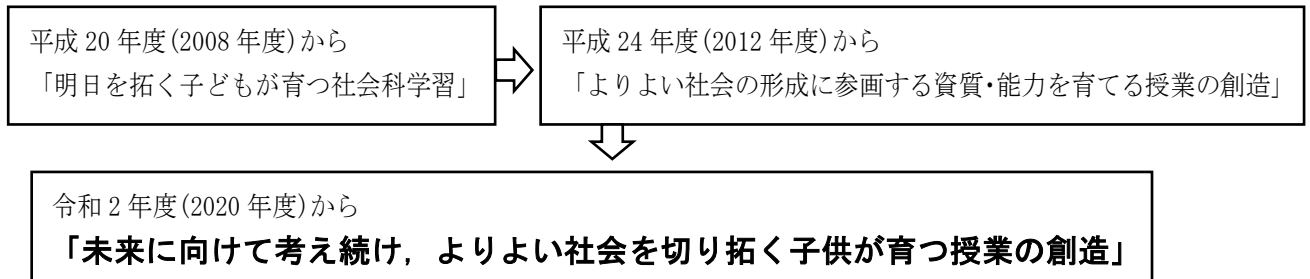 平成 20 年度(2008 年度)から
「明日を拓く子どもが育つ社会科学習」
平成 24 年度(2012 年度)から
「よりよい社会の形成に参画する資質・能力を育てる授業の創造」
令和 2 年度(2020 年度)から
「未来に向けて考え続け，よりよい社会を切り拓く子供が育つ授業の創造」